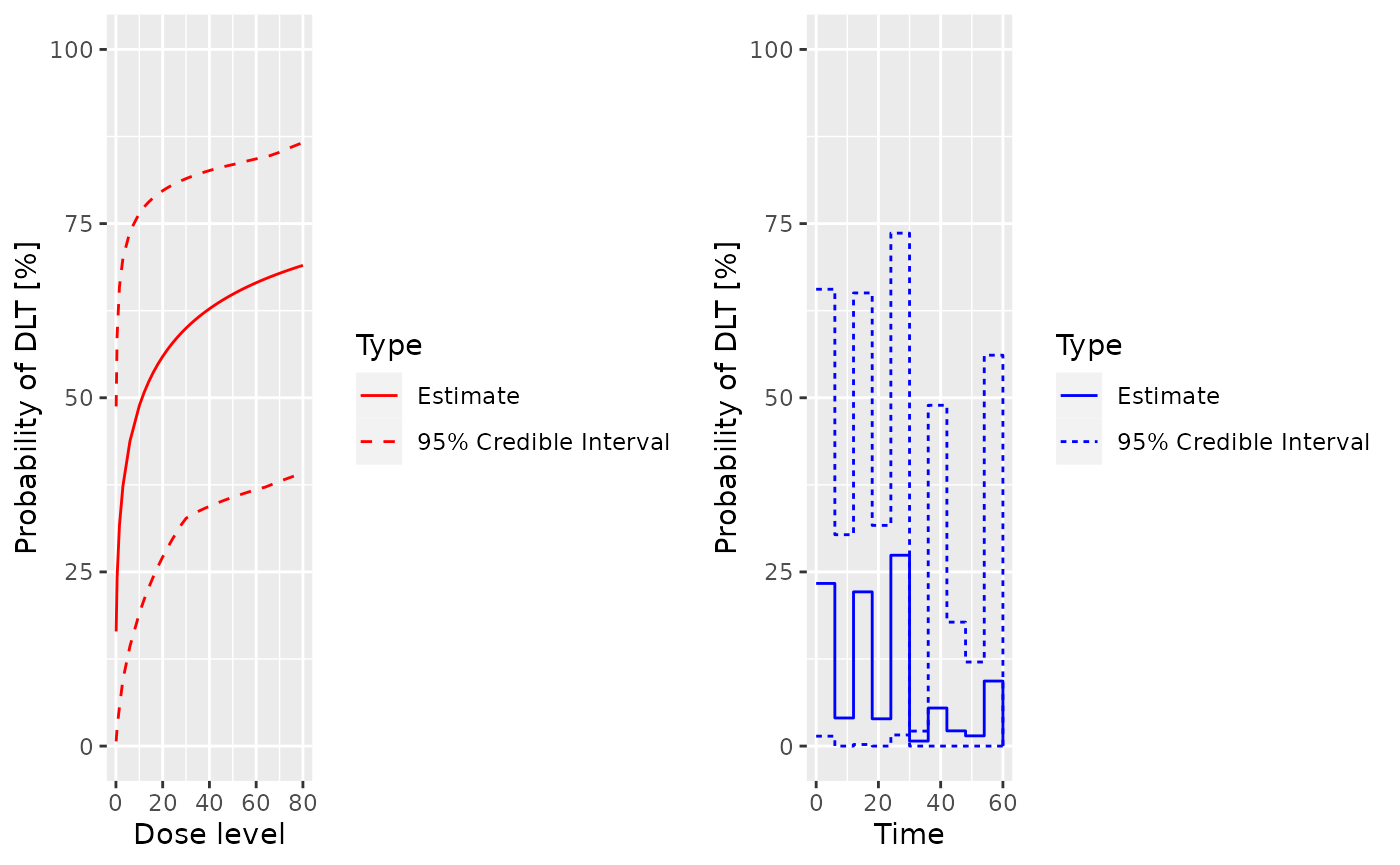 Probability of DLT [%]
100
75
50
25
0
0 20 40 60 80
Dose level
Type
Estimate
95% Credible Interval
Probability of DLT [%]
100
75
50
25
0
0 20 40 60
Time
Type
Estimate
95% Credible Interval